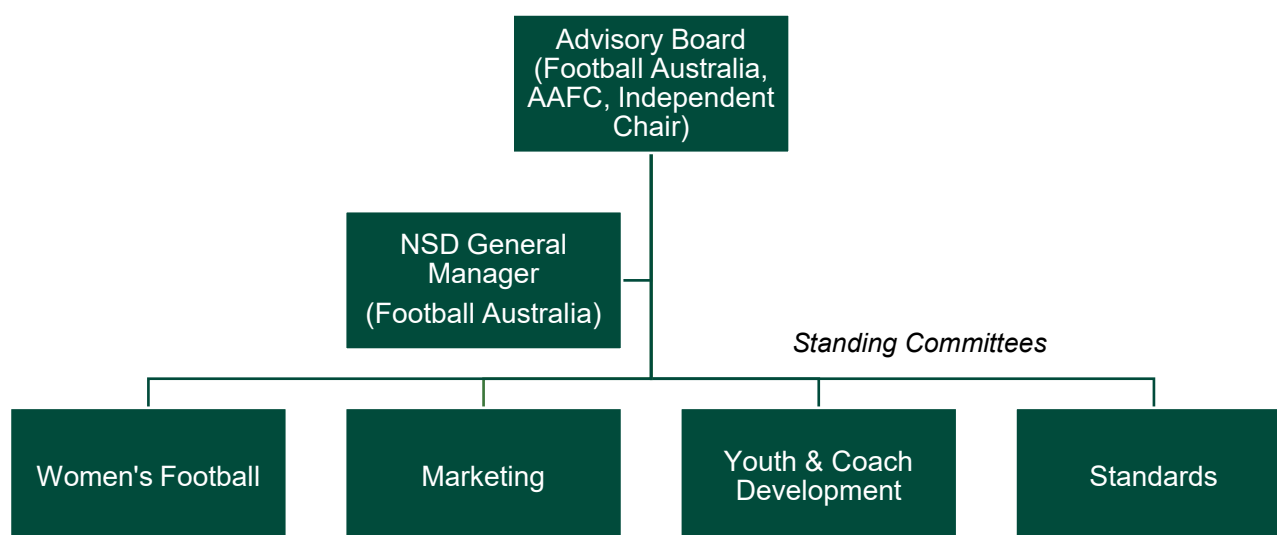 Advisory Board
(Football Australia,
AAFC, Independent
Chair)
NSD General
Manager
(Football Australia)
Standing Committees
Women's Football
Marketing
Youth & Coach
Development
Standards